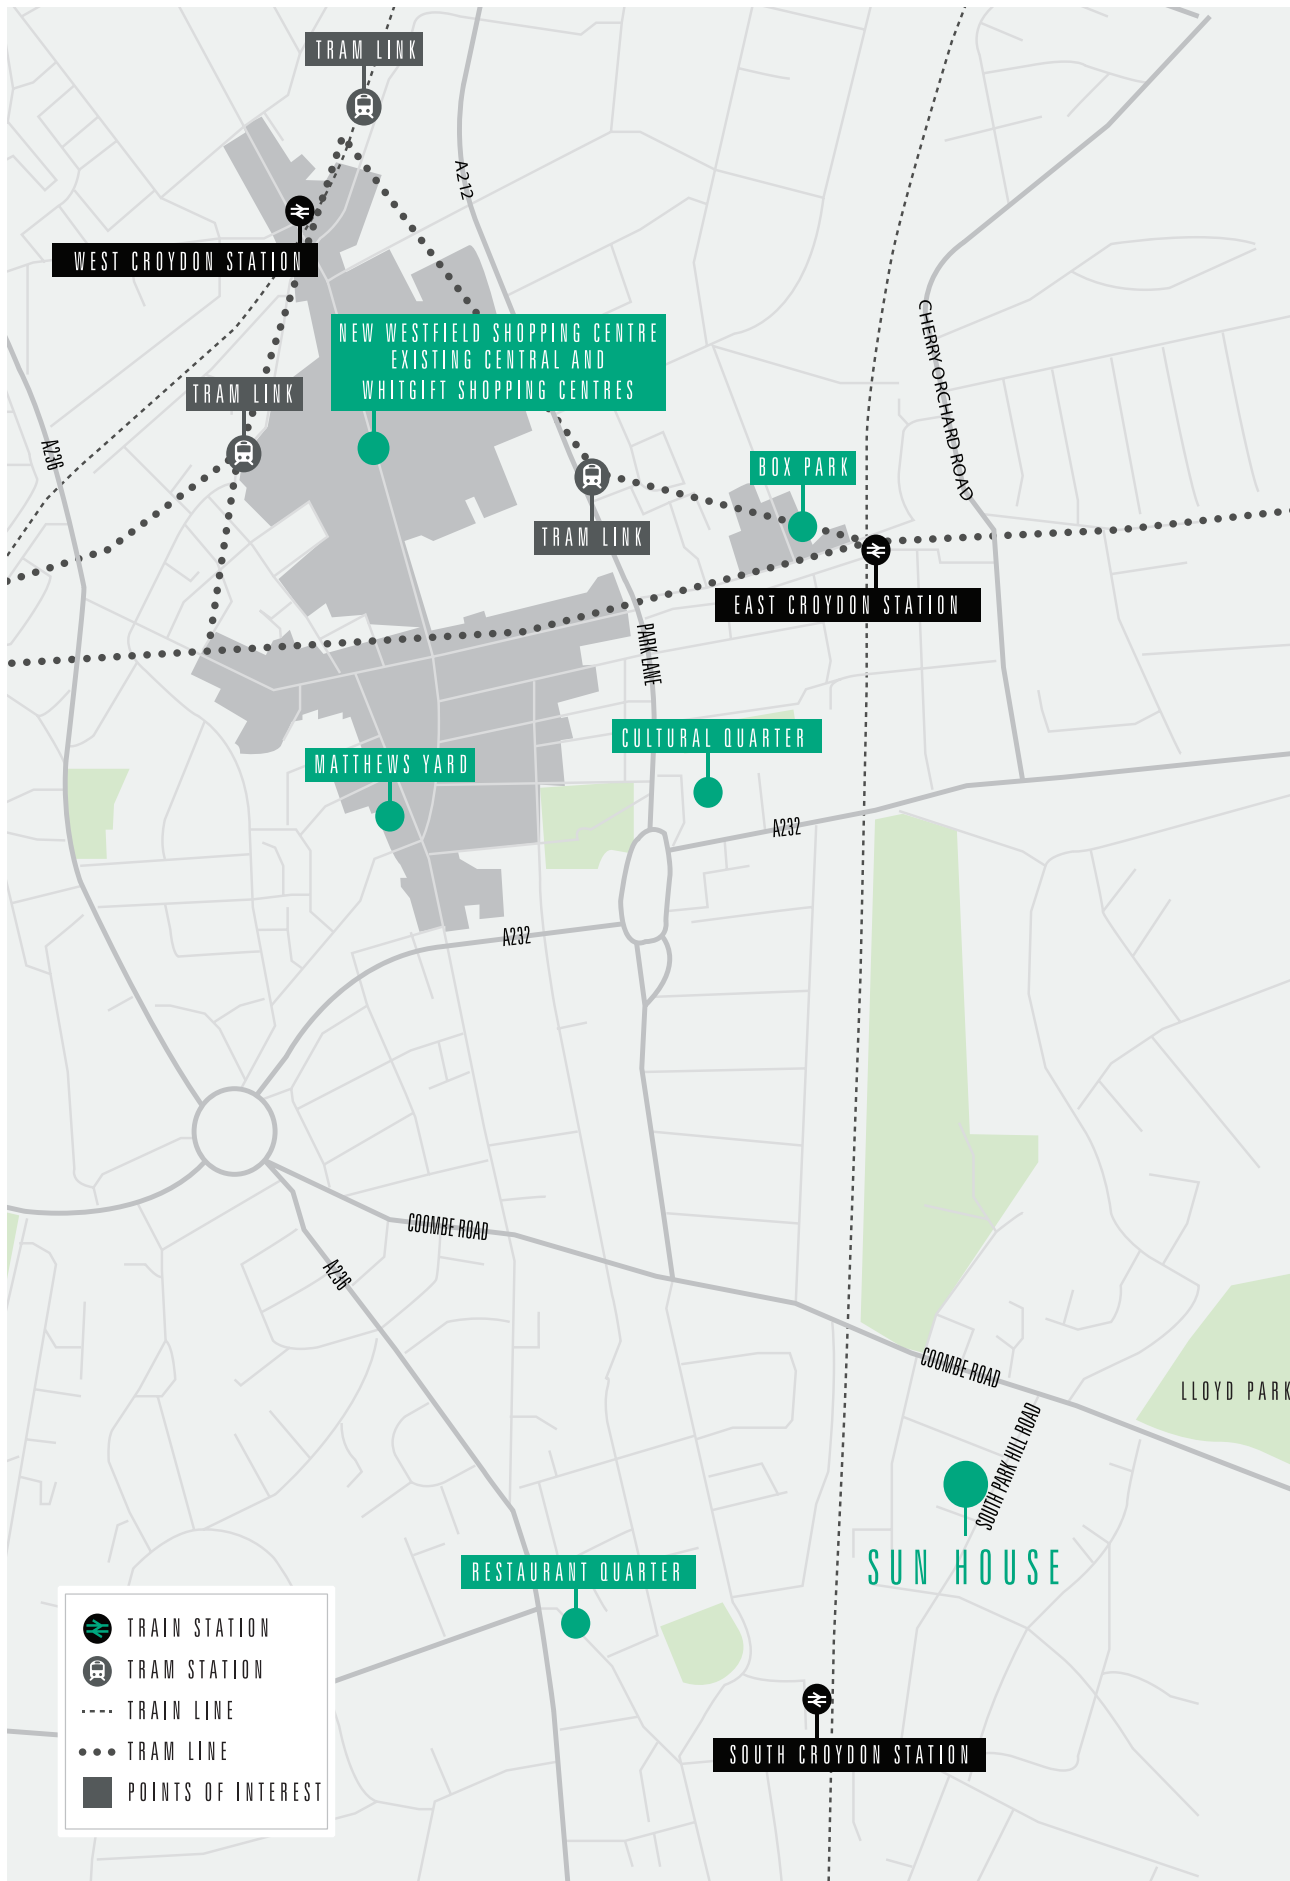 TRAM LINK
A212
WEST CROYDON STATION
NEW WESTFIELD SHOPPING CENTRE
EXISTING CENTRAL AND
WHITGIFT SHOPPING CENTRES
CHERRY ORCHARD ROAD
TRAM LINK
A236
BOX PARK
TRAM LINK
EAST CROYDON STATION
PARK LANE
CULTURAL QUARTER
MATTHEWS YARD
A232
A232
COOMBE ROAD
A236
COOMBE ROAD
LLOYD PARK
SOUTH PARK HILL ROAD
SUN HOUSE
RESTAURANT QUARTER
SOUTH CROYDON STATION
TRAIN STATION
TRAM STATION
TRAIN LINE
TRAM LINE
POINTS OF INTEREST